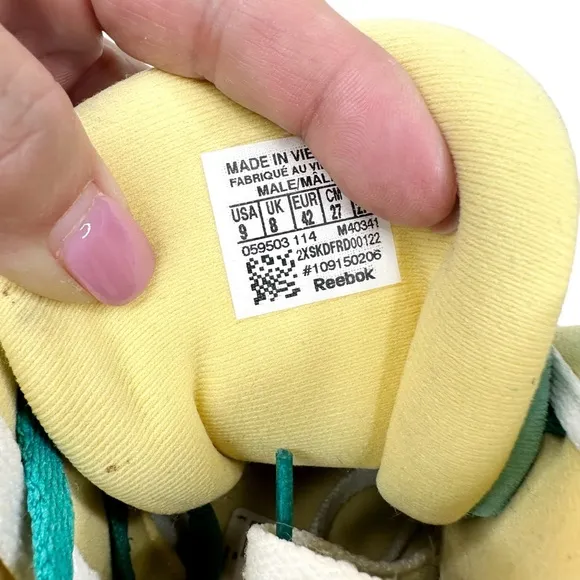 MADE IN VIE
FABRIQUÉ AU VI
MALE/MÂL
USA UK EUR CM
9 8 42 27
059503 114 M40341
2XSKDFRD00122
#109150206
Reebok